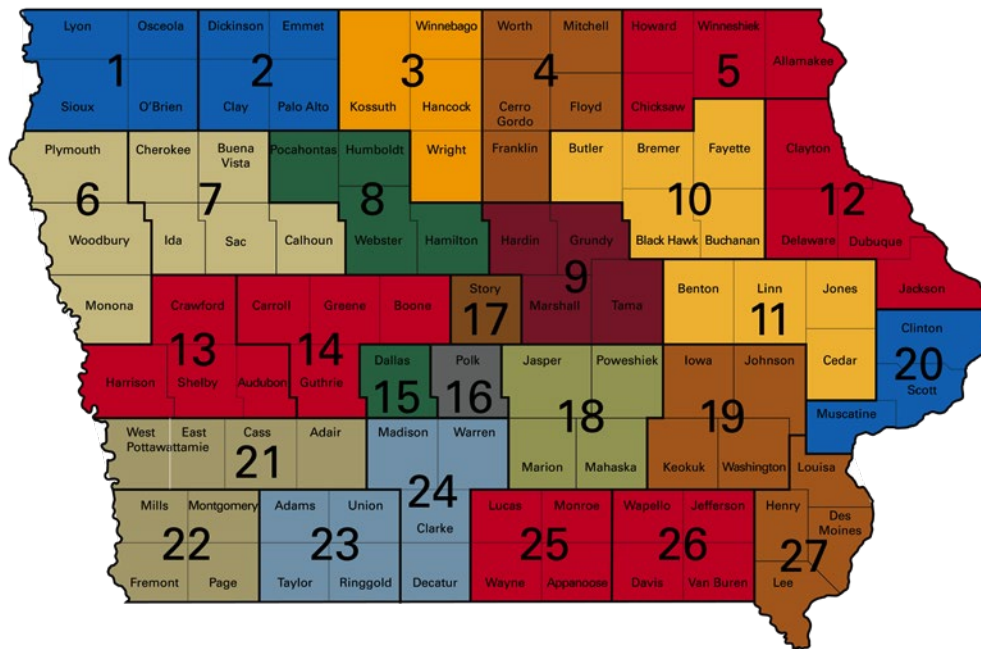 Lyon
Osceola
Dickinson
Emmet
Winnebago
Worth
Mitchell
Howard
Winneshiek
Allamakee
1
2
3
4
5
Sioux
O'Brien
Clay
Palo Alto
Kossuth
Hancock
Cerro
Gordo
Floyd
Chicksaw
Plymouth
Cherokee
Buena
Vista
Pocahontas
Humboldt
Wright
Franklin
Butler
Bremer
Fayette
Clayton
6
7
8
10
12
Woodbury
Ida
Sac
Calhoun
Webster
Hamilton
Hardin
Grundy
Black Hawk
Buchanan
Delaware
Dubuque
9
Monona
Crawford
Carroll
Greene
Boone
Story
Marshall
Tama
Benton
Linn
Jones
Jackson
17
11
Clinton
13
14
Dallas
Polk
Jasper
Poweshiek
Iowa
Johnson
Cedar
20
Scott
Harrison
Shelby
Audubon
Guthrie
15
16
18
19
Muscatine
West
East
Pottawattamie
Cass
Adair
Madison
Warren
21
Marion
Mahaska
Keokuk
Washington
Louisa
24
Mills
Montgomery
Adams
Union
Clarke
Lucas
Monroe
Wapello
Jefferson
Henry
Des
Moines
22
23
25
26
27
Fremont
Page
Taylor
Ringgold
Decatur
Wayne
Appanoose
Davis
Van Buren
Lee